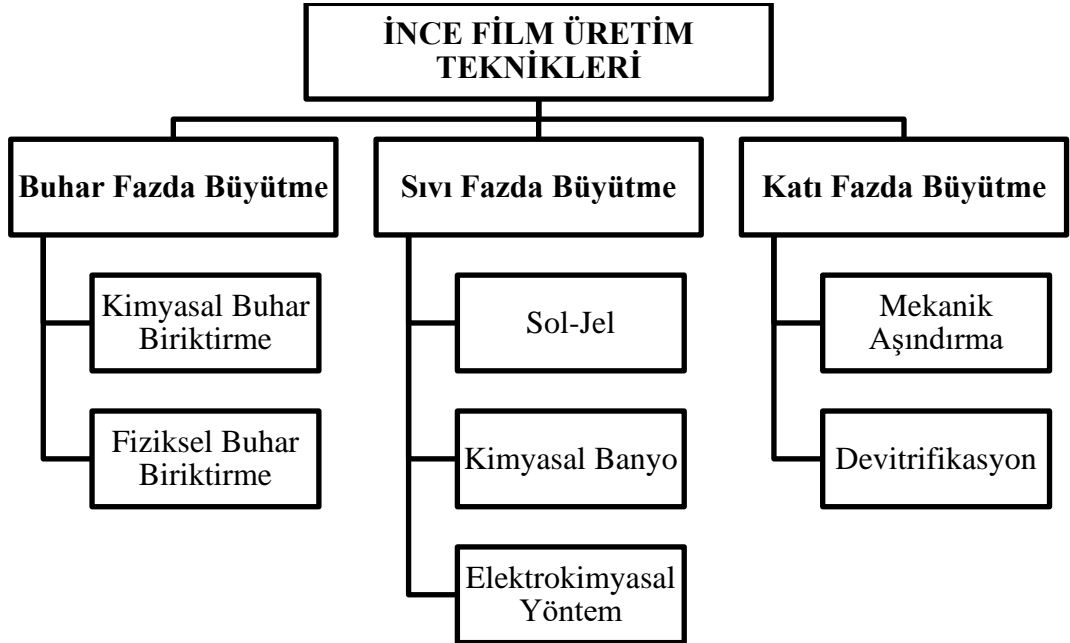 İNCE FİLM ÜRETİM
TEKNİKLERİ
Buhar Fazda Büyütme
Kimyasal Buhar
Biriktirme
Fiziksel Buhar
Biriktirme
Sıvı Fazda Büyütme
Sol-Jel
Kimyasal Banyo
Elektrokimyasal
Yöntem
Katı Fazda Büyütme
Mekanik
Aşındırma
Devitrifikasyon